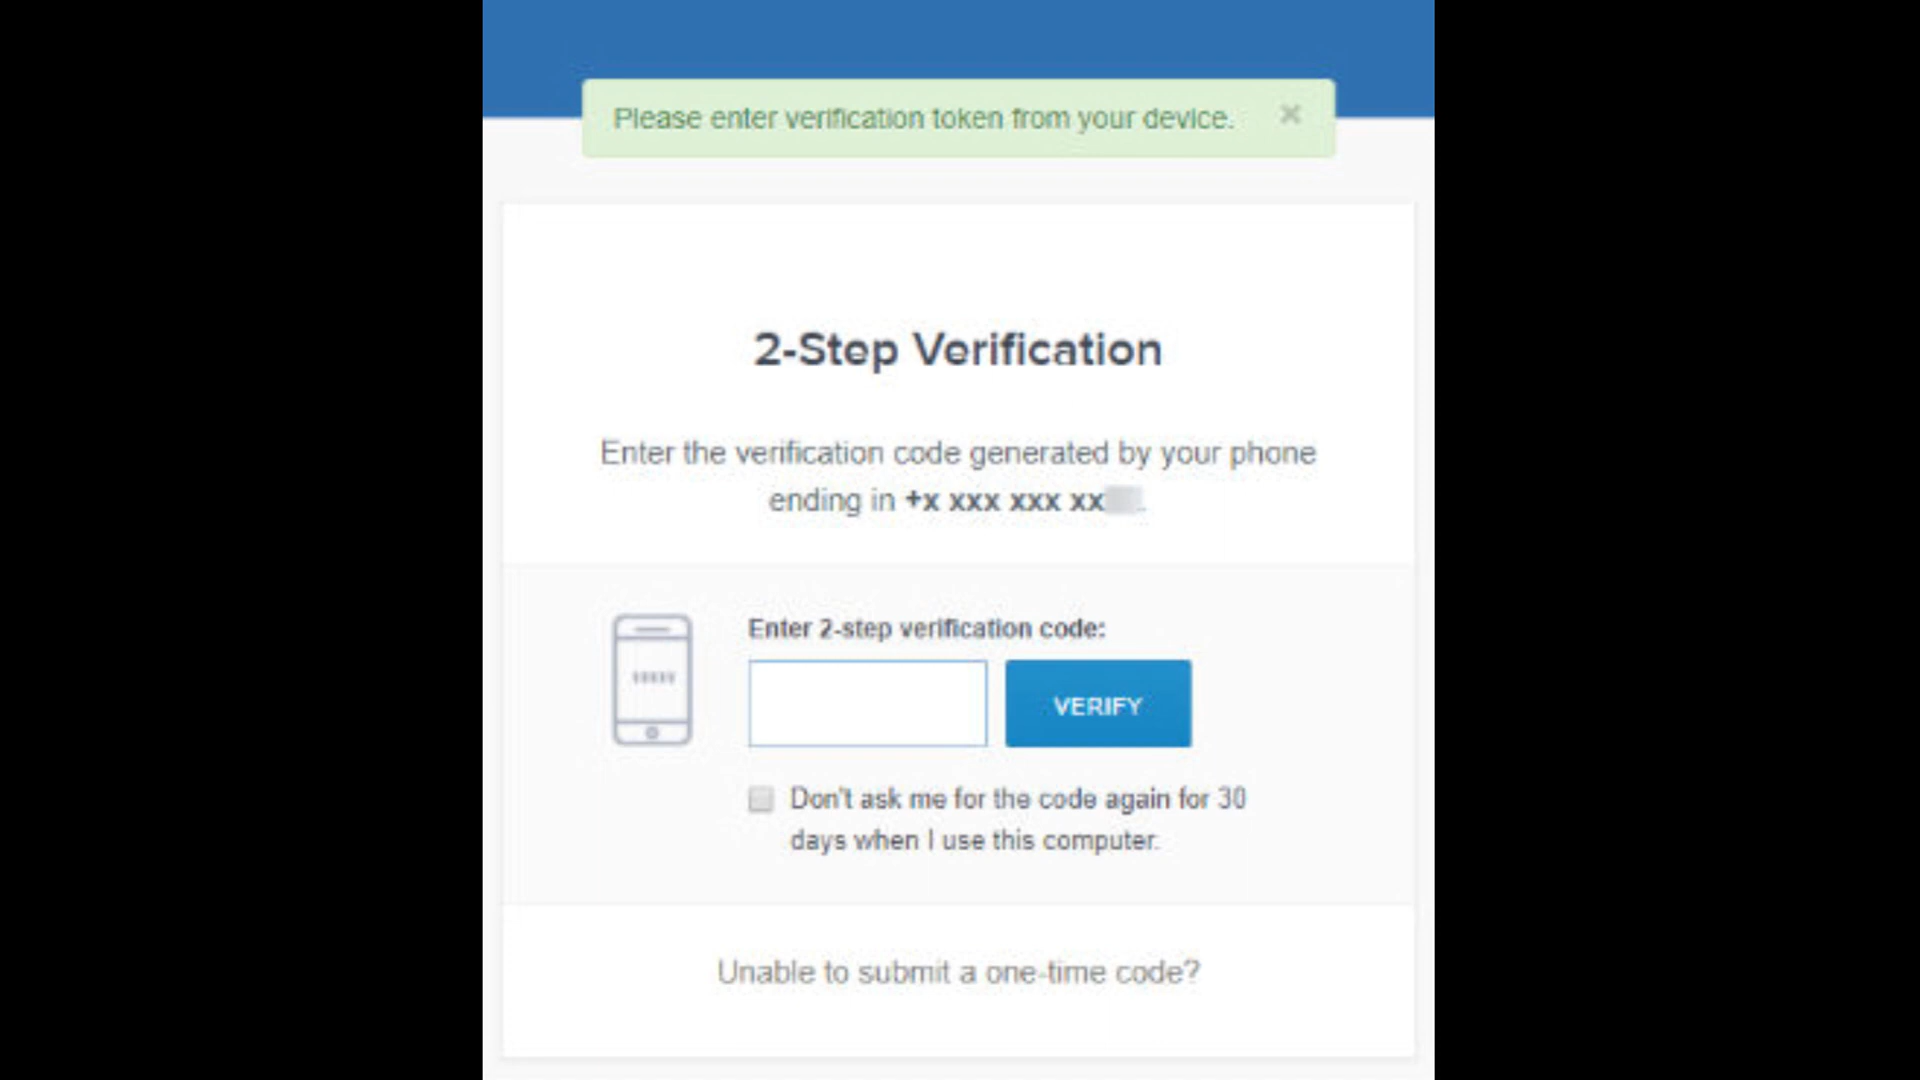 Please enter verification token from your device. ×
2-Step Verification
Enter the verification code generated by your phone
ending in +x xxx xxx xx
Enter 2-step verification code:
VERIFY
Don't ask me for the code again for 30
days when I use this computer.
Unable to submit a one-time code?